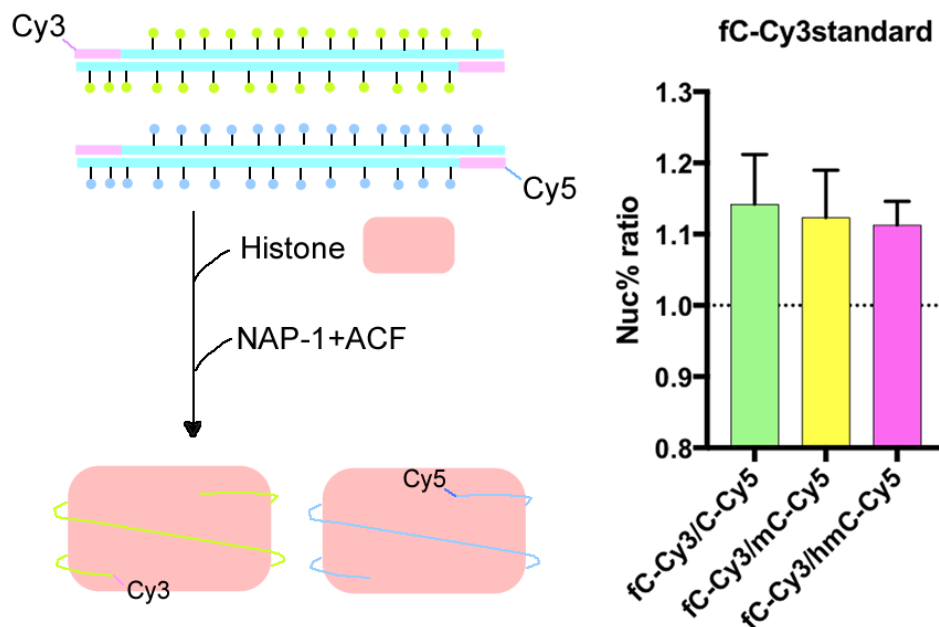 Cy3
Cy5
Histone
NAP-1+ACF
Cy5
Cy3
fC-Cy3standard
Nuc% ratio
1.3
1.2
1.1
1.0
0.9
0.8
fC-Cy3/C-Cy5
fC-Cy3/mC-Cy5
fC-Cy3/hmC-Cy5